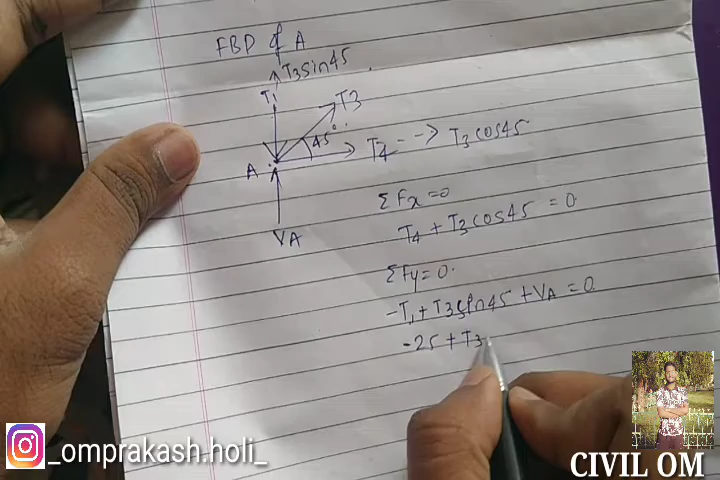 FBD of A
T3sin45
T1
T3
45°
A
T4 --> T3 cos45
VA
ΣFx=0
T4 + T3cos45 = 0
ΣFy=0.
-T1 + T3sin45 + VA = 0
-25 + T3
_omprakash.holi_
CIVIL OM